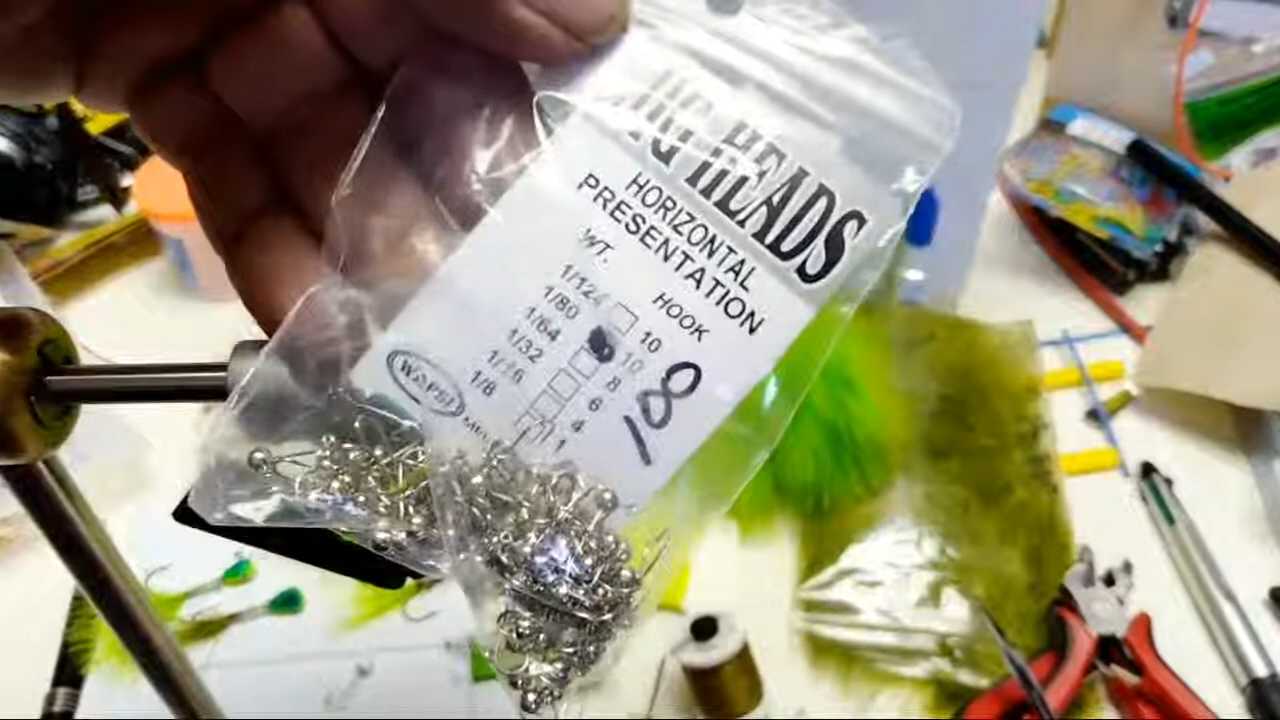 JIG HEADS
HORIZONTAL
PRESENTATION
WT. HOOK
1/124 10
1/80 10
1/64 8
1/32 6
1/16 4
1/8 1
18
WAPSI